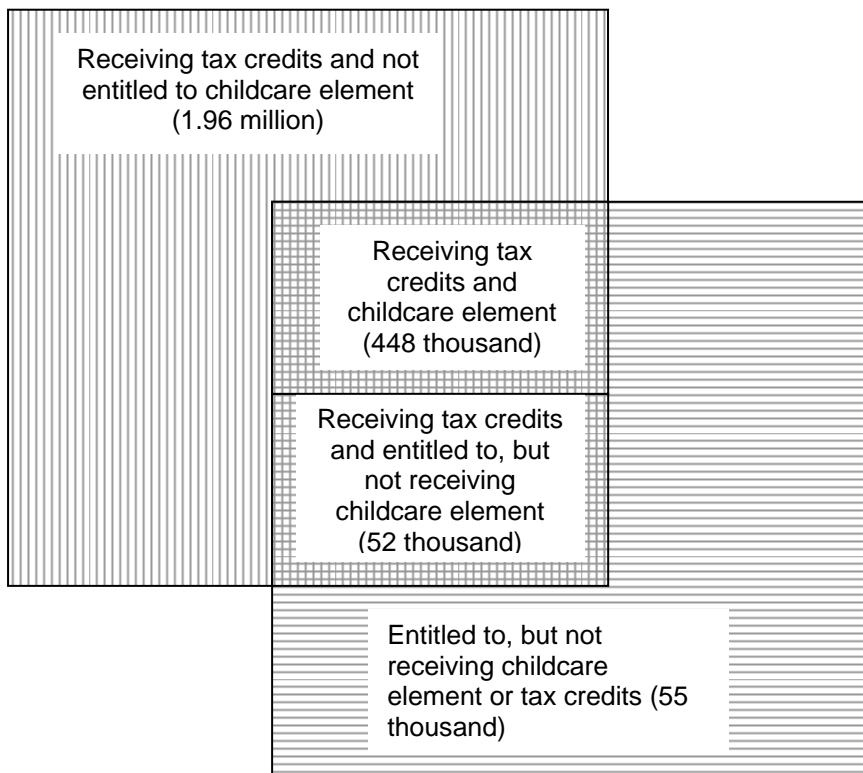 Receiving tax credits and not
entitled to childcare element
(1.96 million)
Receiving tax
credits and
childcare element
(448 thousand)
Receiving tax credits
and entitled to, but
not receiving
childcare element
(52 thousand)
Entitled to, but not
receiving childcare
element or tax credits (55
thousand)